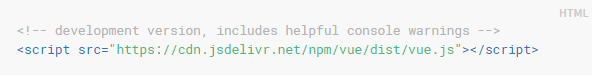 HTML
<!-- development version, includes helpful console warnings -->
<script src="https://cdn.jsdelivr.net/npm/vue/dist/vue.js"></script>